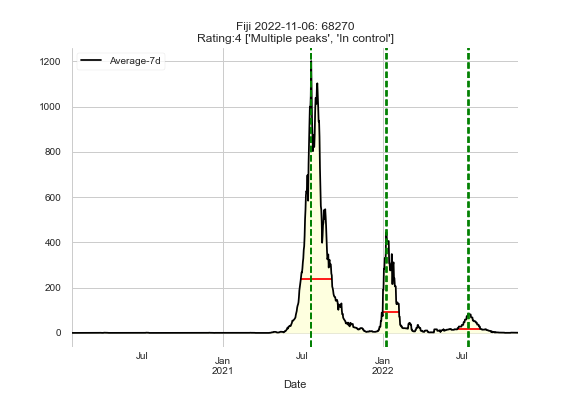 Fiji 2022-11-06: 68270
Rating:4 ['Multiple peaks', 'In control']
Average-7d
1200
1000
800
600
400
200
0
Jul
Jan
2021
Jul
Jan
2022
Jul
Date